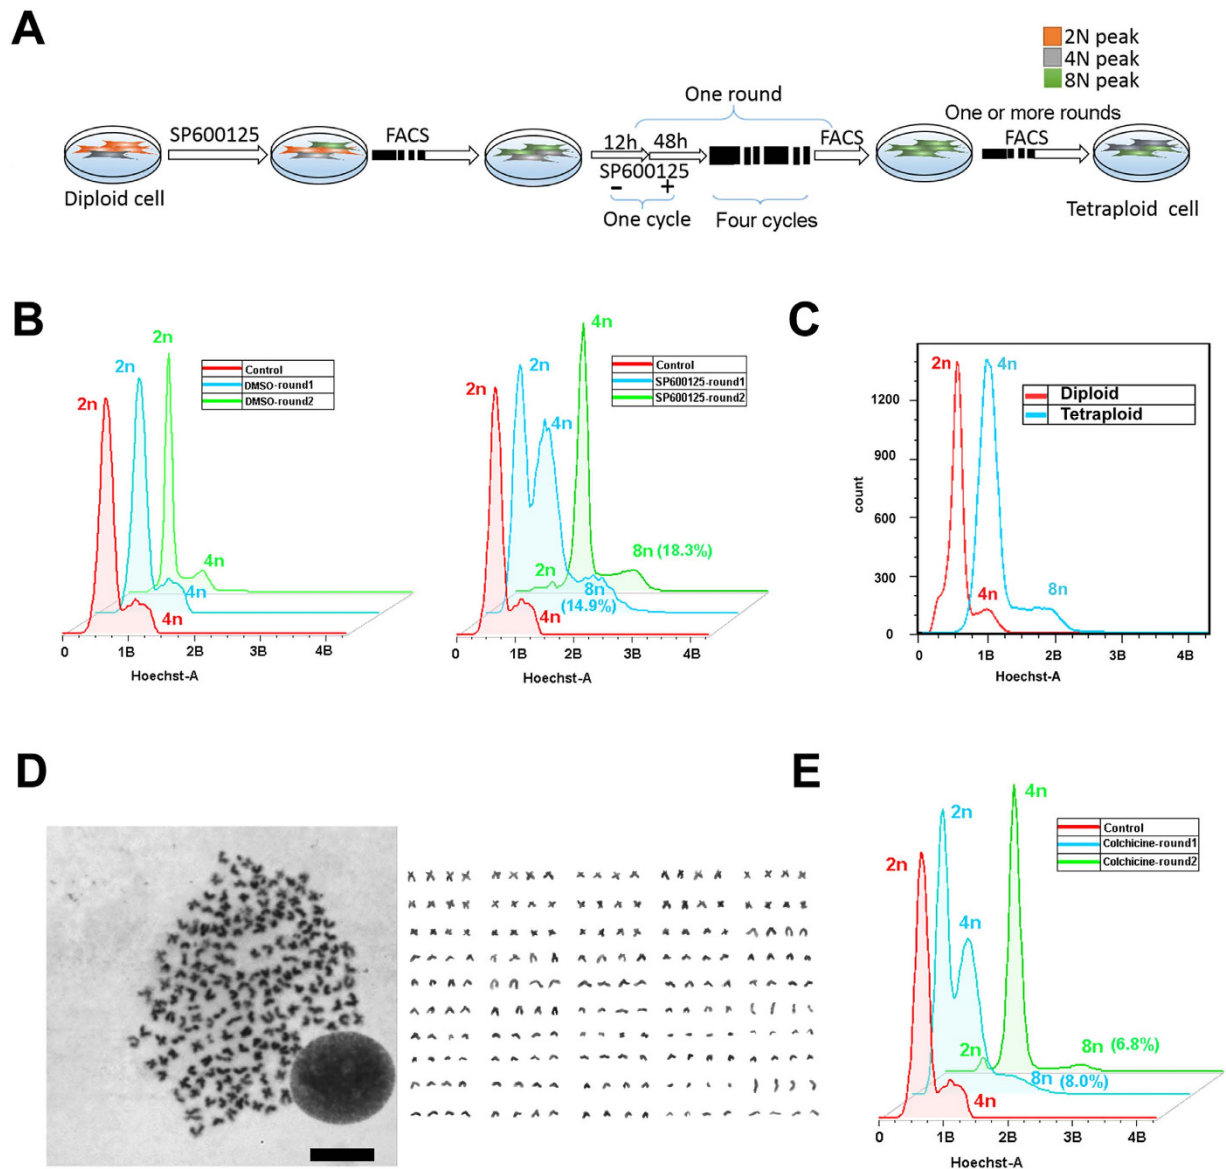 A
2N peak
4N peak
8N peak
One round
One or more rounds
SP600125
FACS
12h
48h
FACS
FACS
SP600125
- +
Diploid cell
One cycle
Four cycles
Tetraploid cell
B
2n
2n
2n
4n
4n
4n
Control
DMSO-round1
DMSO-round2
0 1B 2B 3B 4B
Hoechst-A
4n
2n
2n
4n
8n (18.3%)
2n
8n
(14.9%)
4n
Control
SP600125-round1
SP600125-round2
0 1B 2B 3B 4B
Hoechst-A
C
2n
4n
Diploid
Tetraploid
1200
900
600
300
0
count
4n
8n
0 1B 2B 3B 4B
Hoechst-A
D
E
4n
2n
2n
4n
Control
Colchicine-round1
Colchicine-round2
2n
8n (6.8%)
8n (8.0%)
4n
0 1B 2B 3B 4B
Hoechst-A